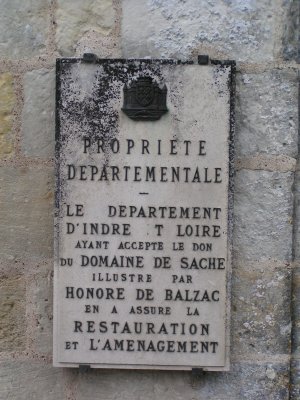 PROPRIETE
DEPARTEMENTALE
LE DEPARTEMENT
D'INDRE T LOIRE
AYANT ACCEPTE LE DON
DU DOMAINE DE SACHE
ILLUSTRE PAR
HONORE DE BALZAC
EN A ASSURE LA
RESTAURATION
ET L'AMENAGEMENT